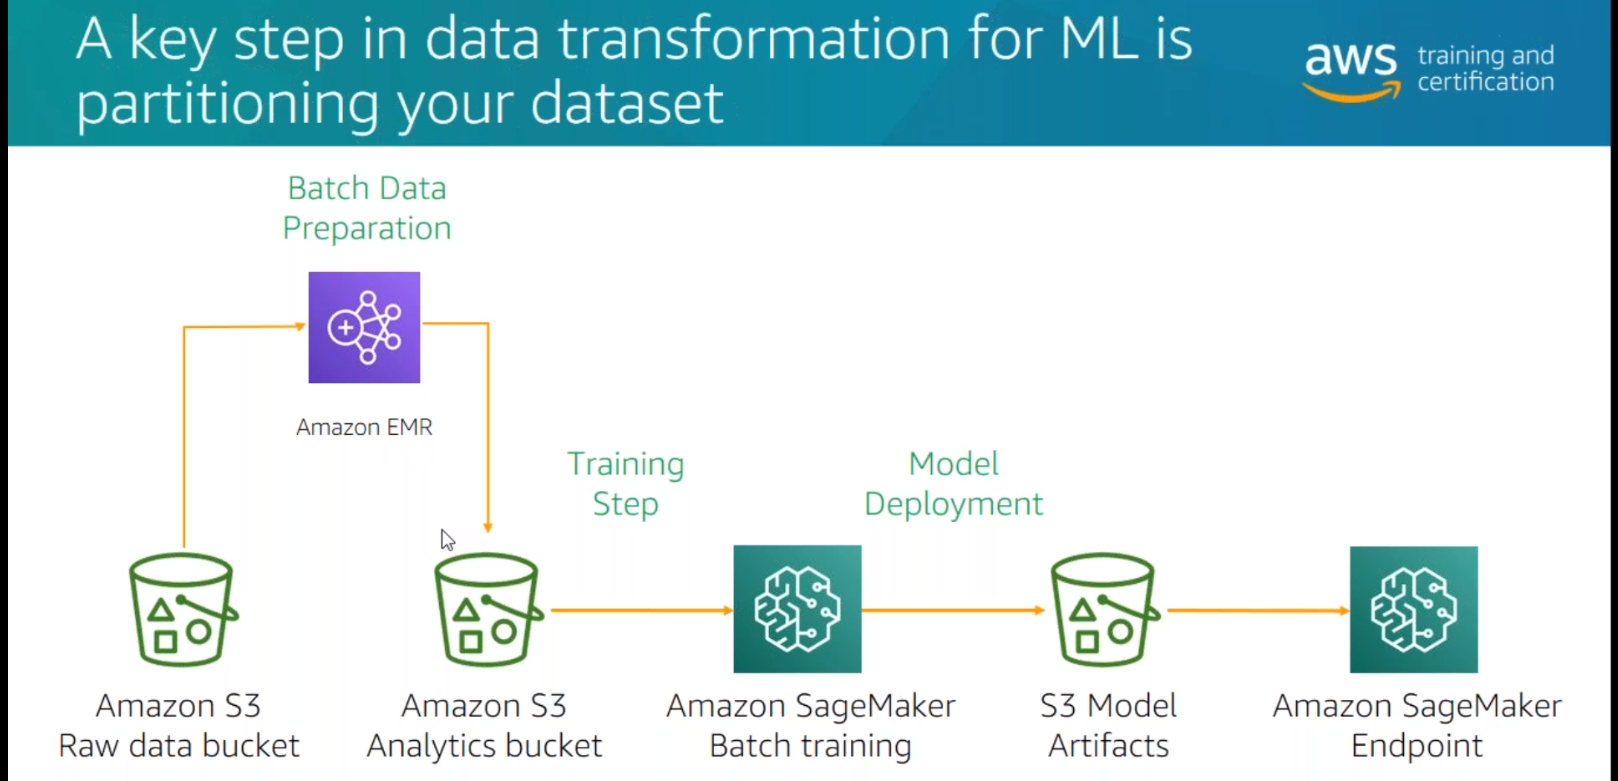 A key step in data transformation for ML is
partitioning your dataset
aws training and
certification
Batch Data
Preparation
Amazon EMR
Training
Step
Model
Deployment
Amazon S3
Raw data bucket
Amazon S3
Analytics bucket
Amazon SageMaker
Batch training
S3 Model
Artifacts
Amazon SageMaker
Endpoint